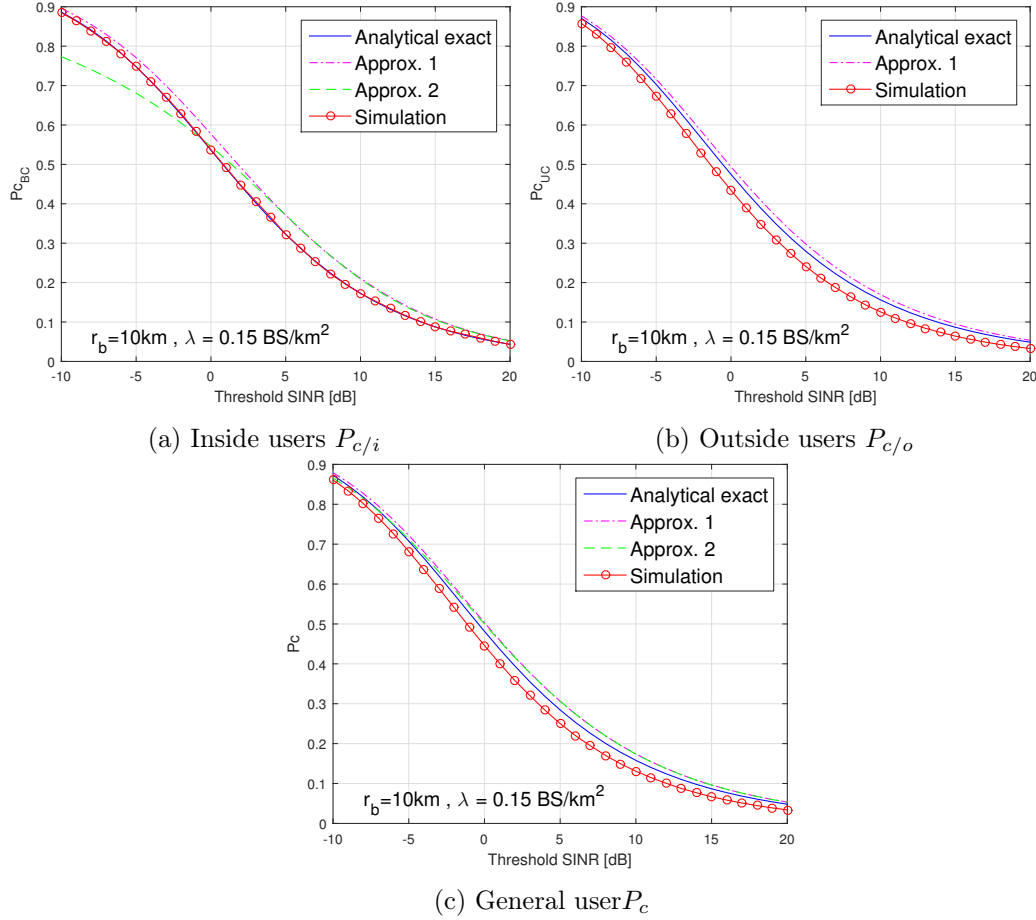 0.9
0.8
0.7
0.6
0.5
0.4
0.3
0.2
0.1
0
Pc_BC
-10 -5 0 5 10 15 20
Threshold SINR [dB]
Analytical exact
Approx. 1
Approx. 2
Simulation
r_b=10km , λ = 0.15 BS/km²
(a) Inside users P_{c/i}
0.9
0.8
0.7
0.6
0.5
0.4
0.3
0.2
0.1
0
Pc_UC
-10 -5 0 5 10 15 20
Threshold SINR [dB]
Analytical exact
Approx. 1
Simulation
r_b=10km , λ = 0.15 BS/km²
(b) Outside users P_{c/o}
0.9
0.8
0.7
0.6
0.5
0.4
0.3
0.2
0.1
0
Pc
-10 -5 0 5 10 15 20
Threshold SINR [dB]
Analytical exact
Approx. 1
Approx. 2
Simulation
r_b=10km , λ = 0.15 BS/km²
(c) General userP_c